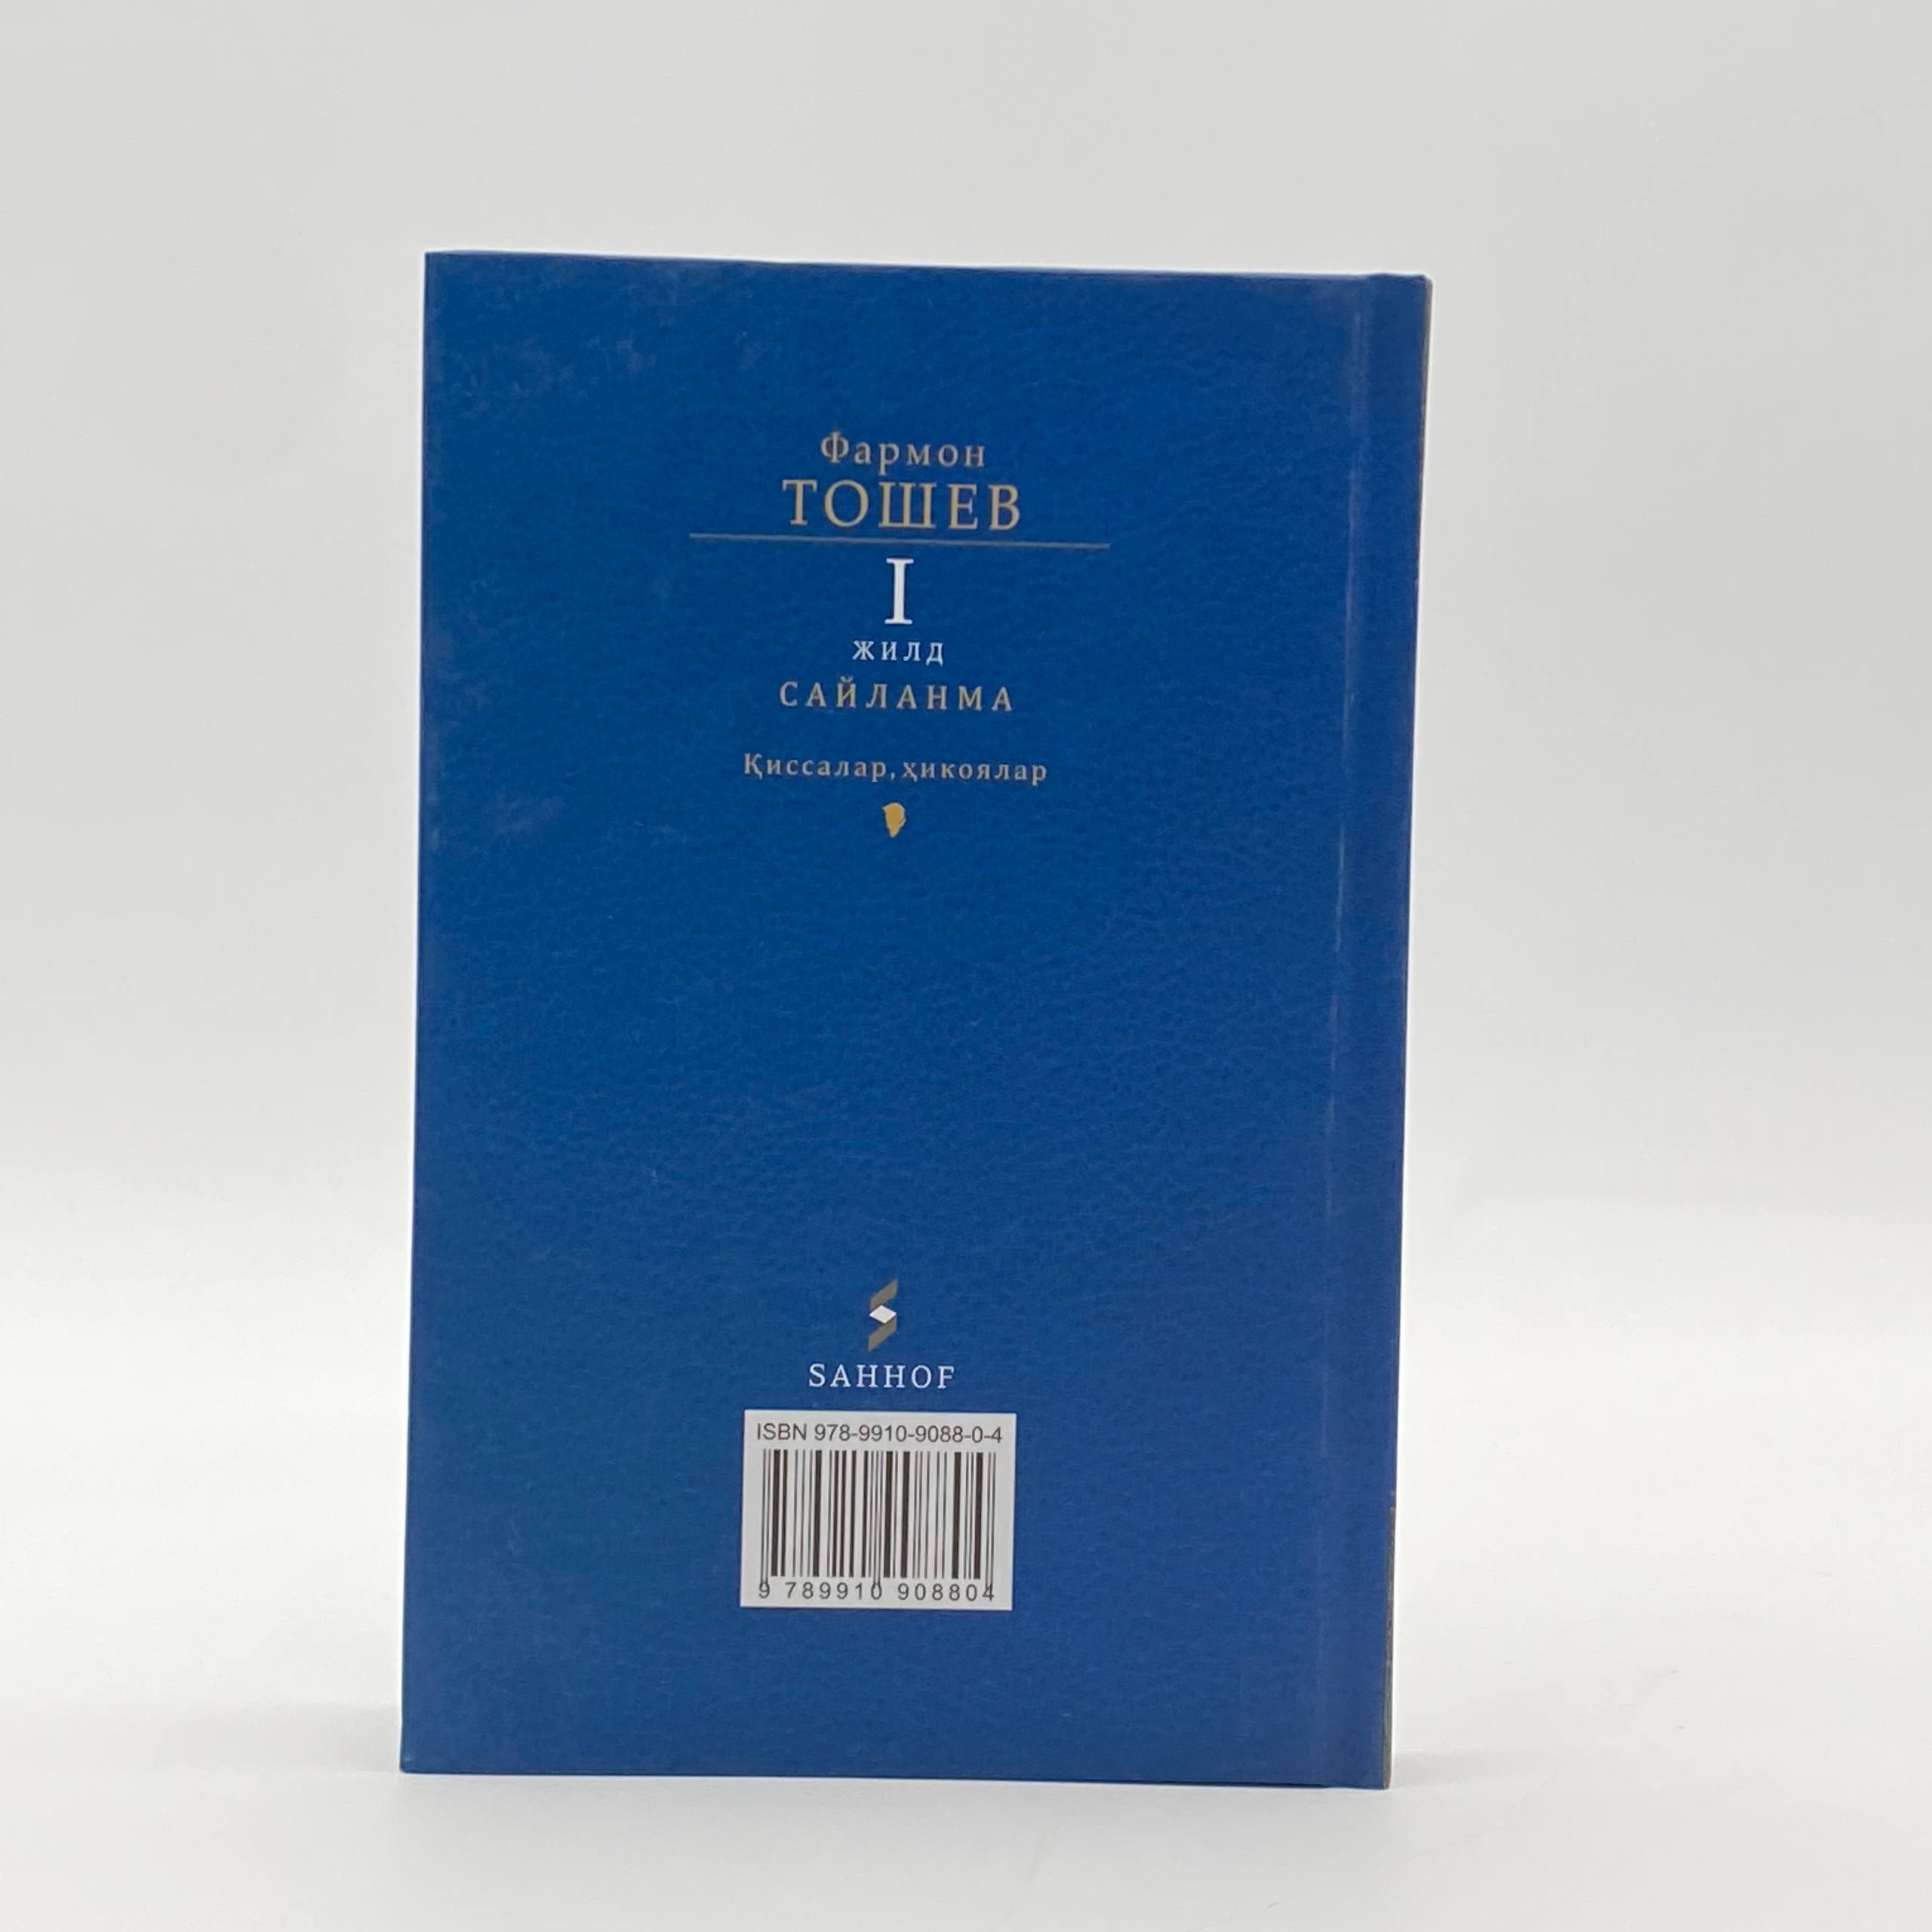 Фармон
ТОШЕВ
I
ЖИЛД
САЙЛАНМА
Қиссалар, ҳикоялар
SAHHOF
ISBN 978-9910-9088-0-4
9 789910 908804